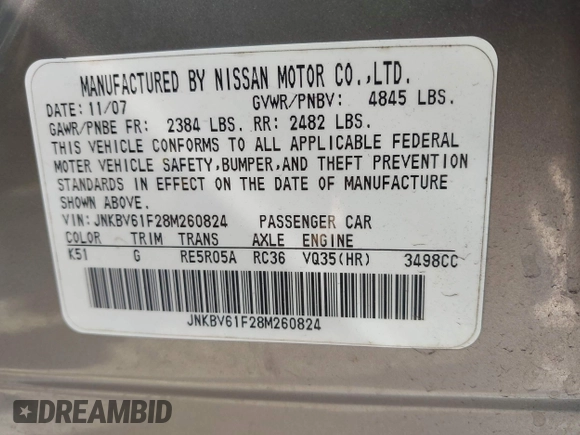 MANUFACTURED BY NISSAN MOTOR CO.,LTD.
DATE: 11/07 GVWR/PNBV: 4845 LBS.
GAWR/PNBE FR: 2384 LBS. RR: 2482 LBS.
THIS VEHICLE CONFORMS TO ALL APPLICABLE FEDERAL
MOTOR VEHICLE SAFETY,BUMPER,AND THEFT PREVENTION
STANDARDS IN EFFECT ON THE DATE OF MANUFACTURE
SHOWN ABOVE.
VIN:JNKBV61F28M260824 PASSENGER CAR
COLOR TRIM TRANS AXLE ENGINE
K51 G RE5R05A RC36 VQ35(HR) 3498CC
JNKBV61F28M260824
DREAMBID